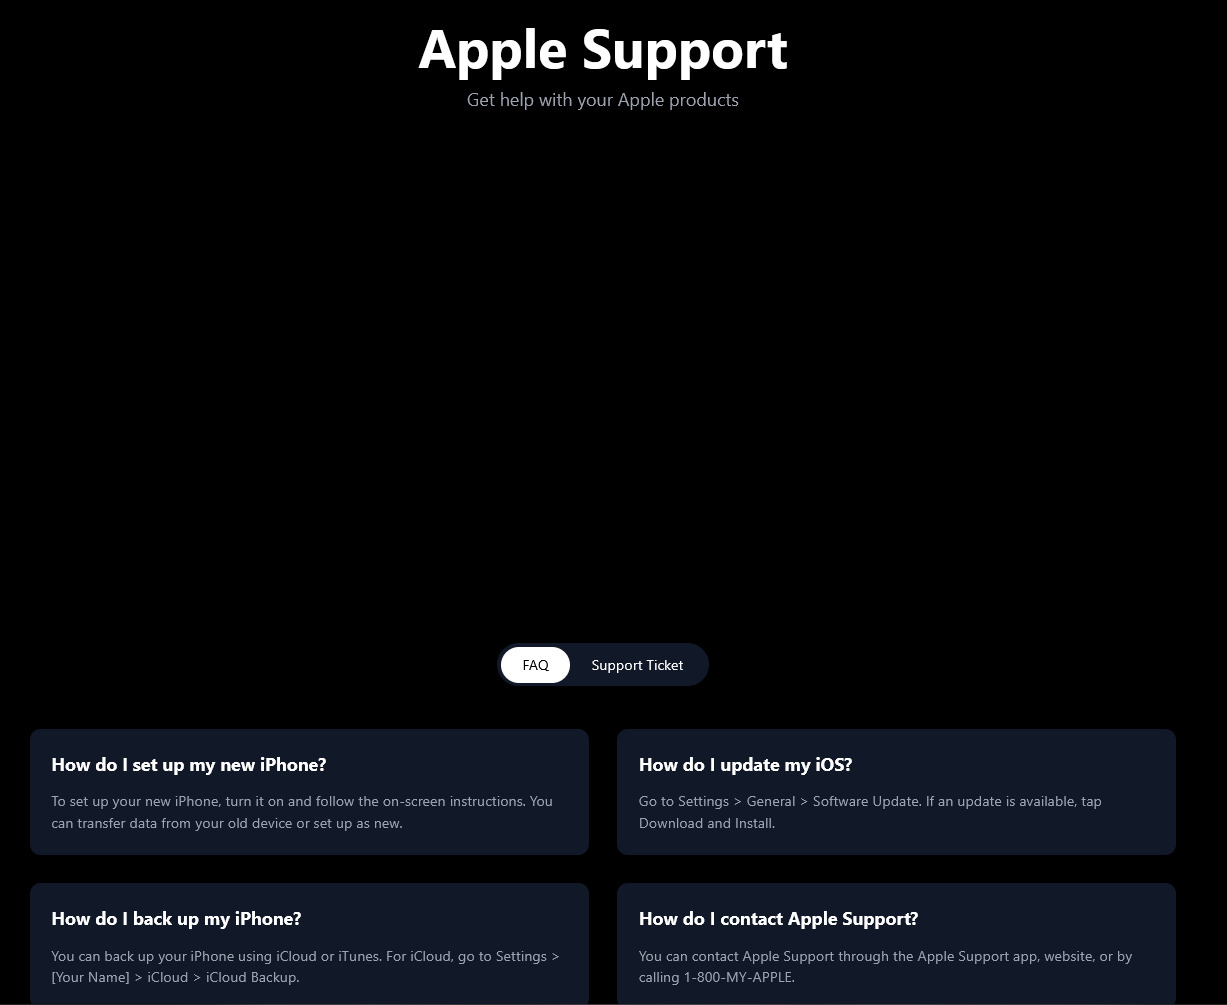 Apple Support
Get help with your Apple products
FAQ
Support Ticket
How do I set up my new iPhone?
To set up your new iPhone, turn it on and follow the on-screen instructions. You
can transfer data from your old device or set up as new.
How do I update my iOS?
Go to Settings > General > Software Update. If an update is available, tap
Download and Install.
How do I back up my iPhone?
You can back up your iPhone using iCloud or iTunes. For iCloud, go to Settings >
[Your Name] > iCloud > iCloud Backup.
How do I contact Apple Support?
You can contact Apple Support through the Apple Support app, website, or by
calling 1-800-MY-APPLE.